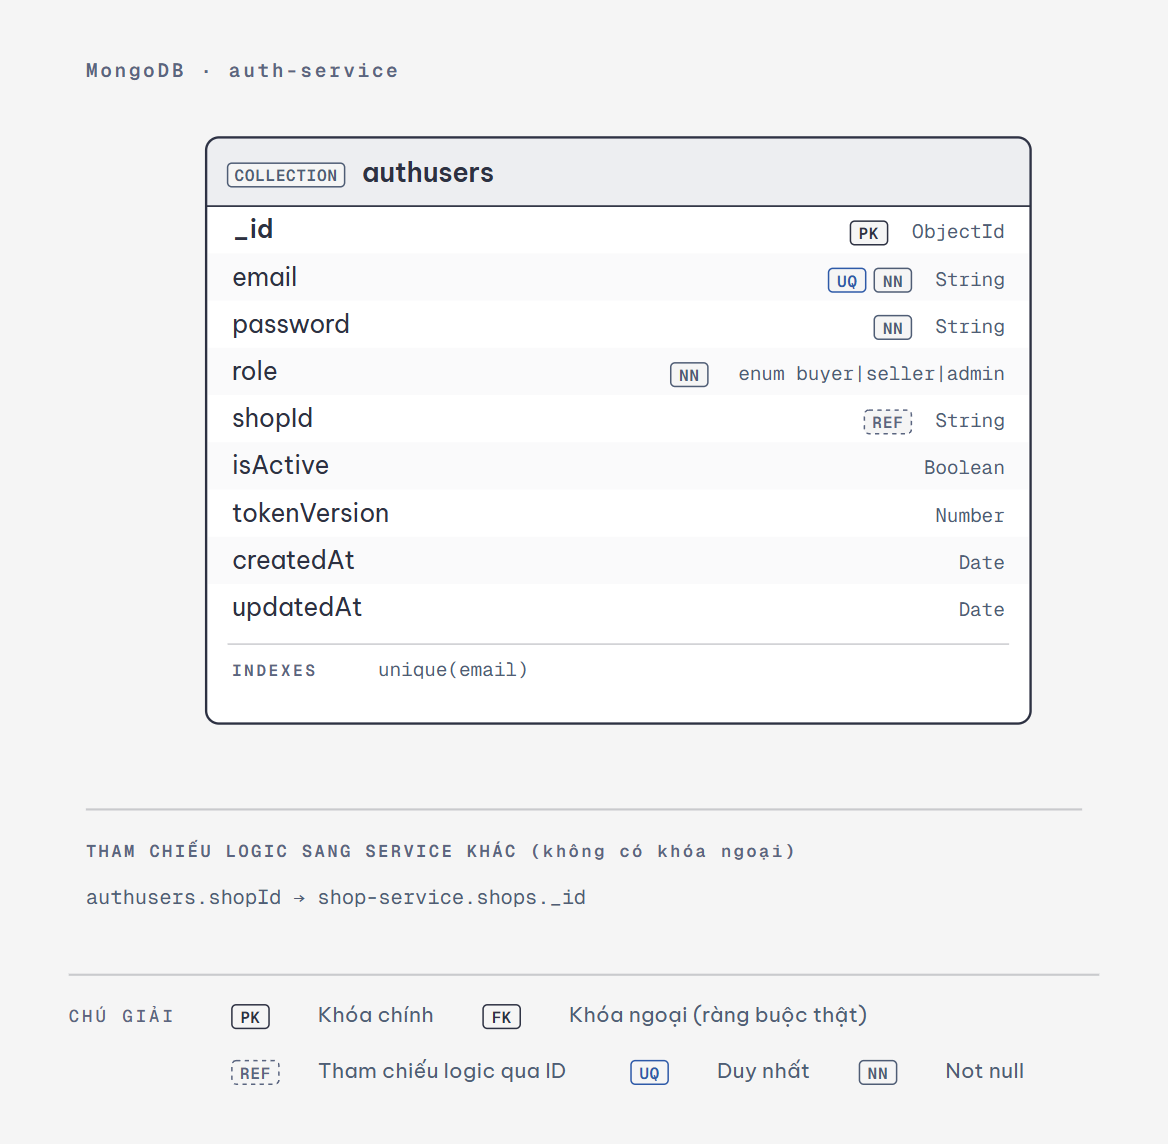 MongoDB · auth-service
COLLECTION authusers
_id PK ObjectId
email UQ NN String
password NN String
role NN enum buyer|seller|admin
shopId REF String
isActive Boolean
tokenVersion Number
createdAt Date
updatedAt Date
INDEXES unique(email)
THAM CHIẾU LOGIC SANG SERVICE KHÁC (không có khóa ngoại)
authusers.shopId → shop-service.shops._id
CHÚ GIẢI PK Khóa chính FK Khóa ngoại (ràng buộc thật)
REF Tham chiếu logic qua ID UQ Duy nhất NN Not null